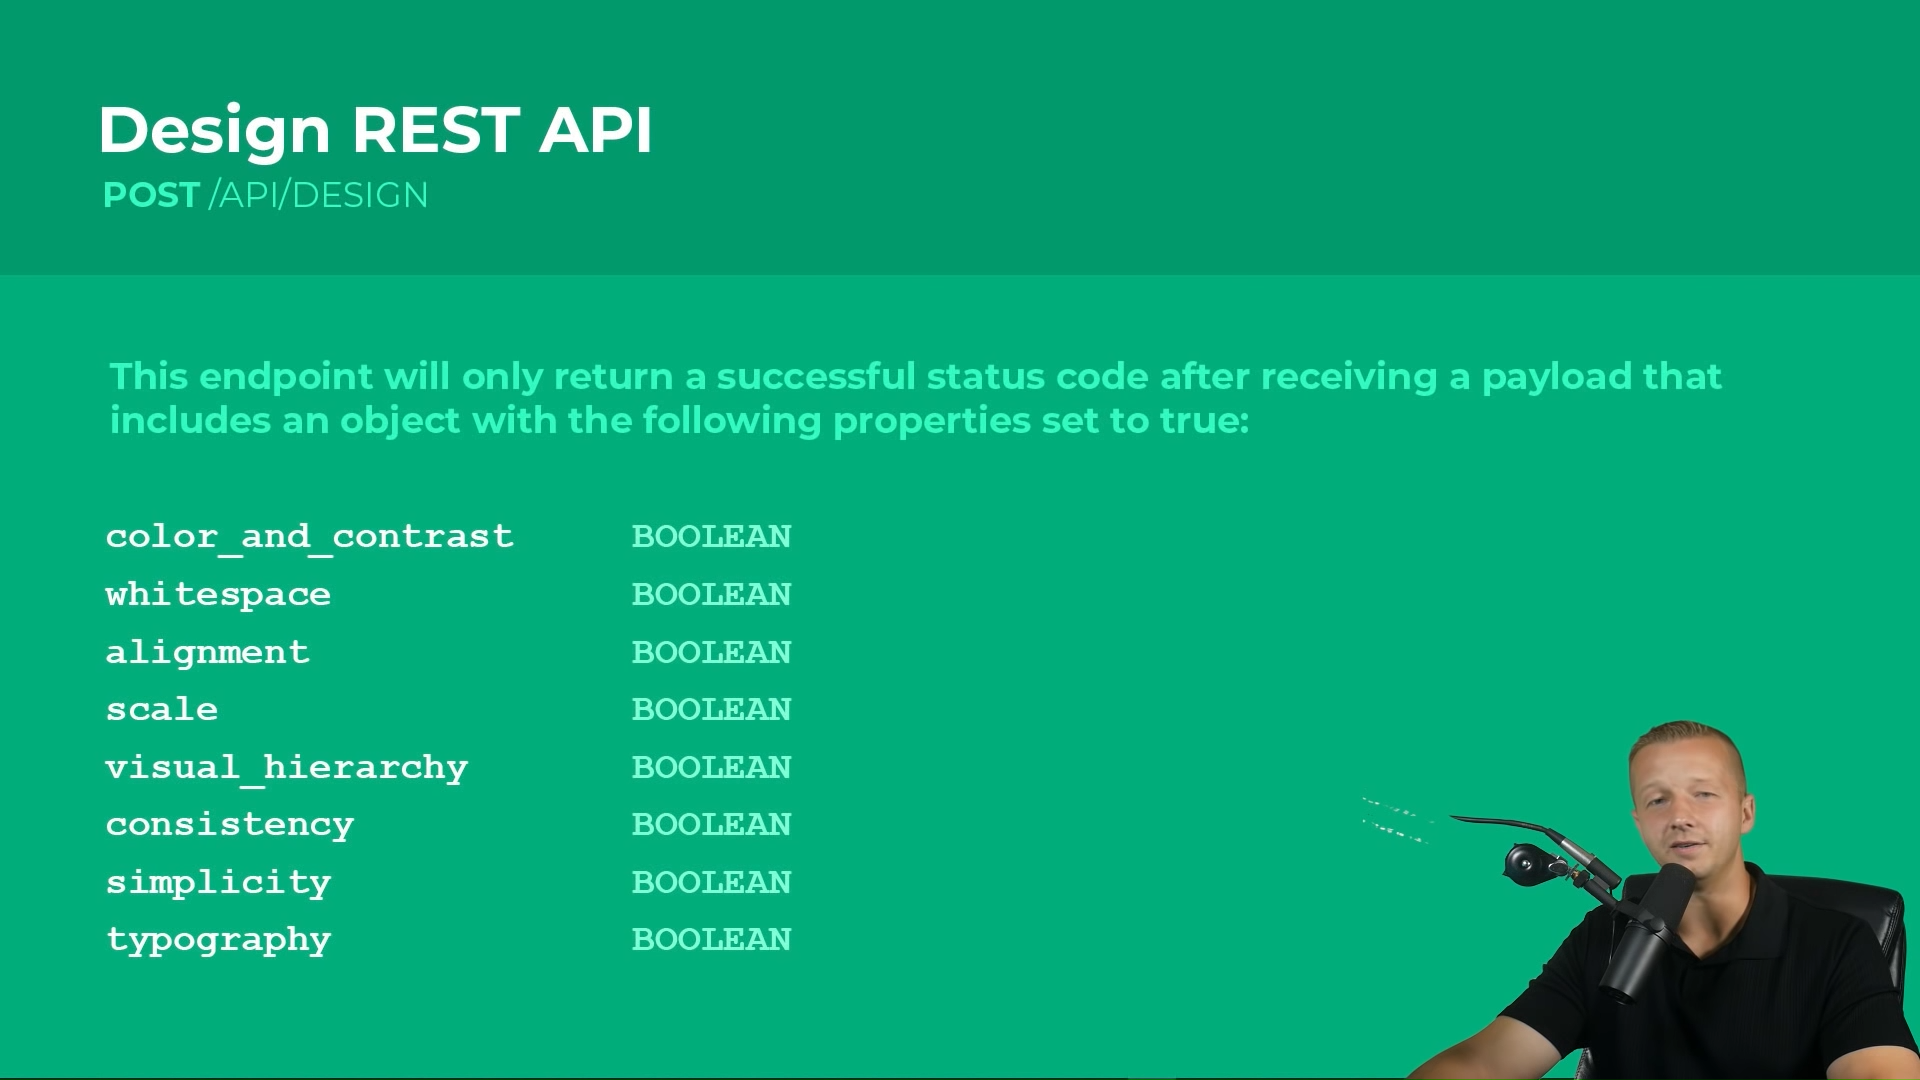 Design REST API
POST /API/DESIGN
This endpoint will only return a successful status code after receiving a payload that
includes an object with the following properties set to true:
color_and_contrast BOOLEAN
whitespace BOOLEAN
alignment BOOLEAN
scale BOOLEAN
visual_hierarchy BOOLEAN
consistency BOOLEAN
simplicity BOOLEAN
typography BOOLEAN